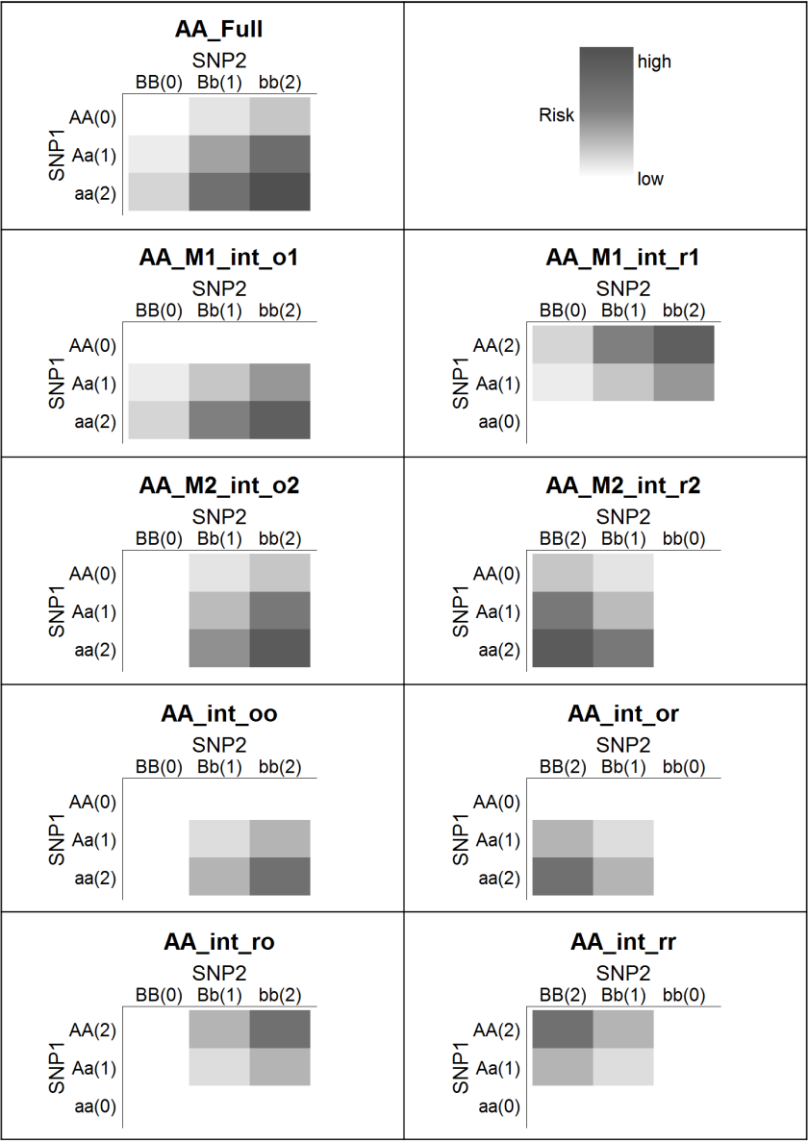 AA_Full
SNP2
BB(0) Bb(1) bb(2)
SNP1
AA(0)
Aa(1)
aa(2)
Risk
high
low
AA_M1_int_o1
SNP2
BB(0) Bb(1) bb(2)
SNP1
AA(0)
Aa(1)
aa(2)
AA_M1_int_r1
SNP2
BB(0) Bb(1) bb(2)
SNP1
AA(2)
Aa(1)
aa(0)
AA_M2_int_o2
SNP2
BB(0) Bb(1) bb(2)
SNP1
AA(0)
Aa(1)
aa(2)
AA_M2_int_r2
SNP2
BB(2) Bb(1) bb(0)
SNP1
AA(0)
Aa(1)
aa(2)
AA_int_oo
SNP2
BB(0) Bb(1) bb(2)
SNP1
AA(0)
Aa(1)
aa(2)
AA_int_or
SNP2
BB(2) Bb(1) bb(0)
SNP1
AA(0)
Aa(1)
aa(2)
AA_int_ro
SNP2
BB(0) Bb(1) bb(2)
SNP1
AA(2)
Aa(1)
aa(0)
AA_int_rr
SNP2
BB(2) Bb(1) bb(0)
SNP1
AA(2)
Aa(1)
aa(0)